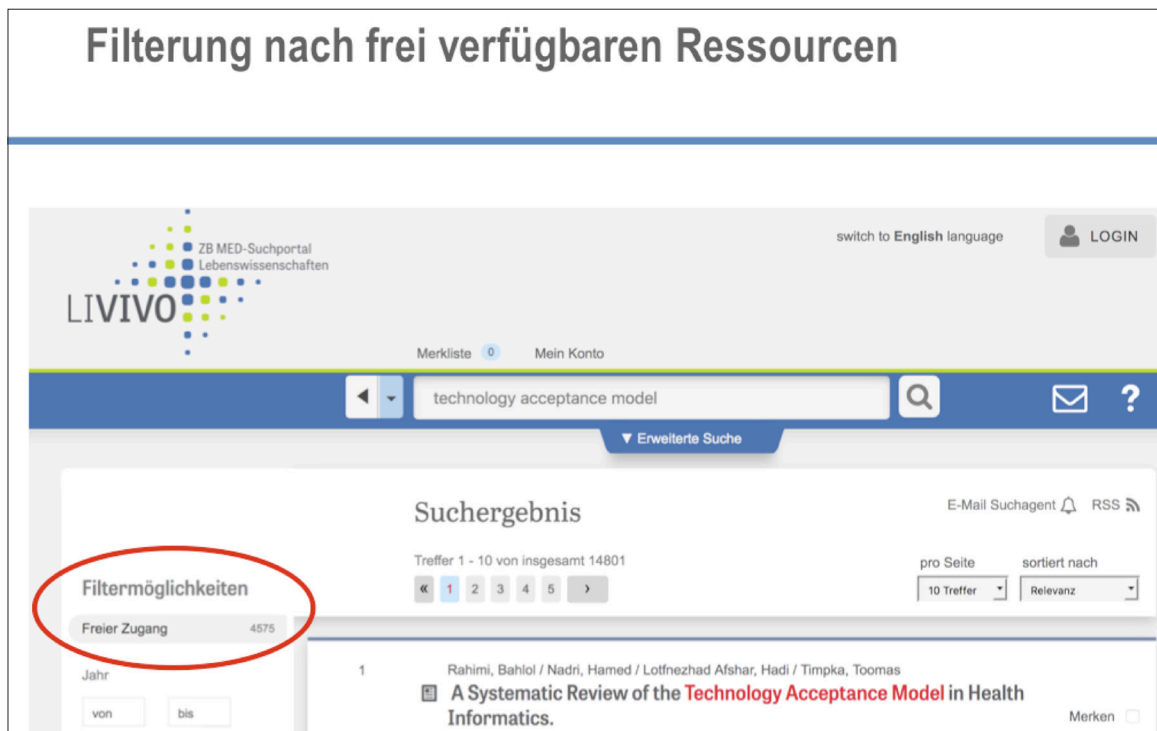 Filterung nach frei verfügbaren Ressourcen
ZB MED-Suchportal
Lebenswissenschaften
LIVIVO
switch to English language
LOGIN
Merkliste 0 Mein Konto
technology acceptance model
?
▼ Erweiterte Suche
Suchergebnis
E-Mail Suchagent RSS
Treffer 1 - 10 von insgesamt 14801
pro Seite sortiert nach
« 1 2 3 4 5 ›
10 Treffer Relevanz
Filtermöglichkeiten
Freier Zugang 4575
Jahr
von bis
1 Rahimi, Bahlol / Nadri, Hamed / Lotfnezhad Afshar, Hadi / Timpka, Toomas
A Systematic Review of the Technology Acceptance Model in Health
Informatics.
Merken